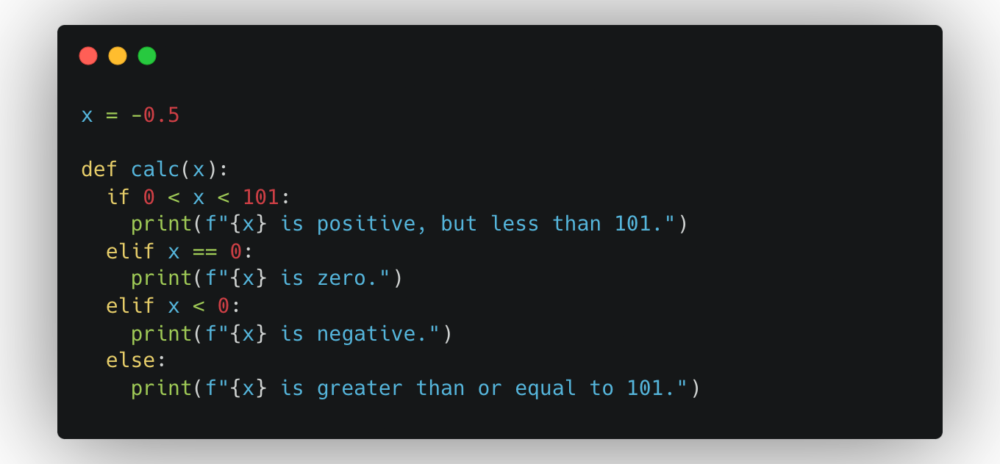 x = -0.5

def calc(x):
  if 0 < x < 101:
    print(f"{x} is positive, but less than 101.")
  elif x == 0:
    print(f"{x} is zero.")
  elif x < 0:
    print(f"{x} is negative.")
  else:
    print(f"{x} is greater than or equal to 101.")